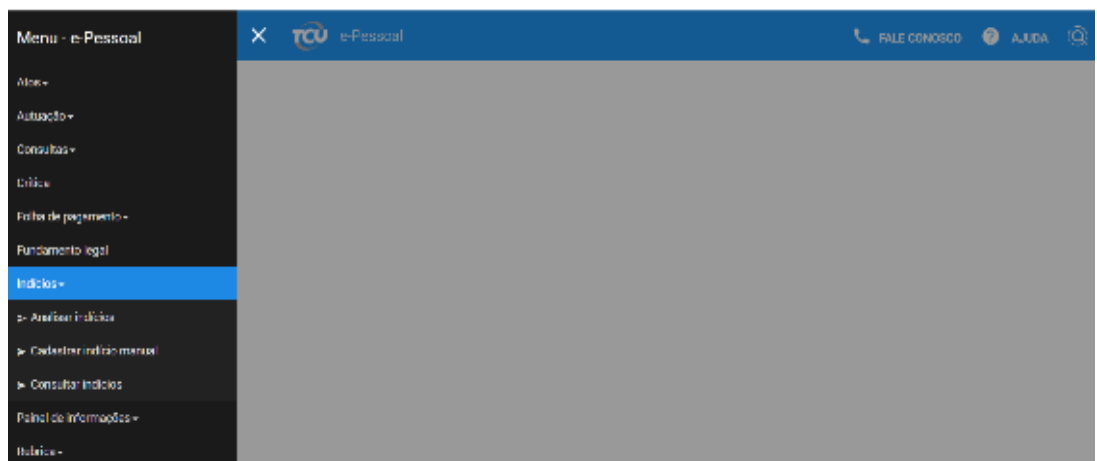 Menu - e-Pessoal
TCU e-Pessoal
FALE CONOSCO
AJUDA
Atos
Autuação
Consultas
Crítica
Folha de pagamento
Fundamento legal
Indícios
Analisar indícios
Cadastrar indício manual
Consultar indícios
Painel de informações
Rubrica